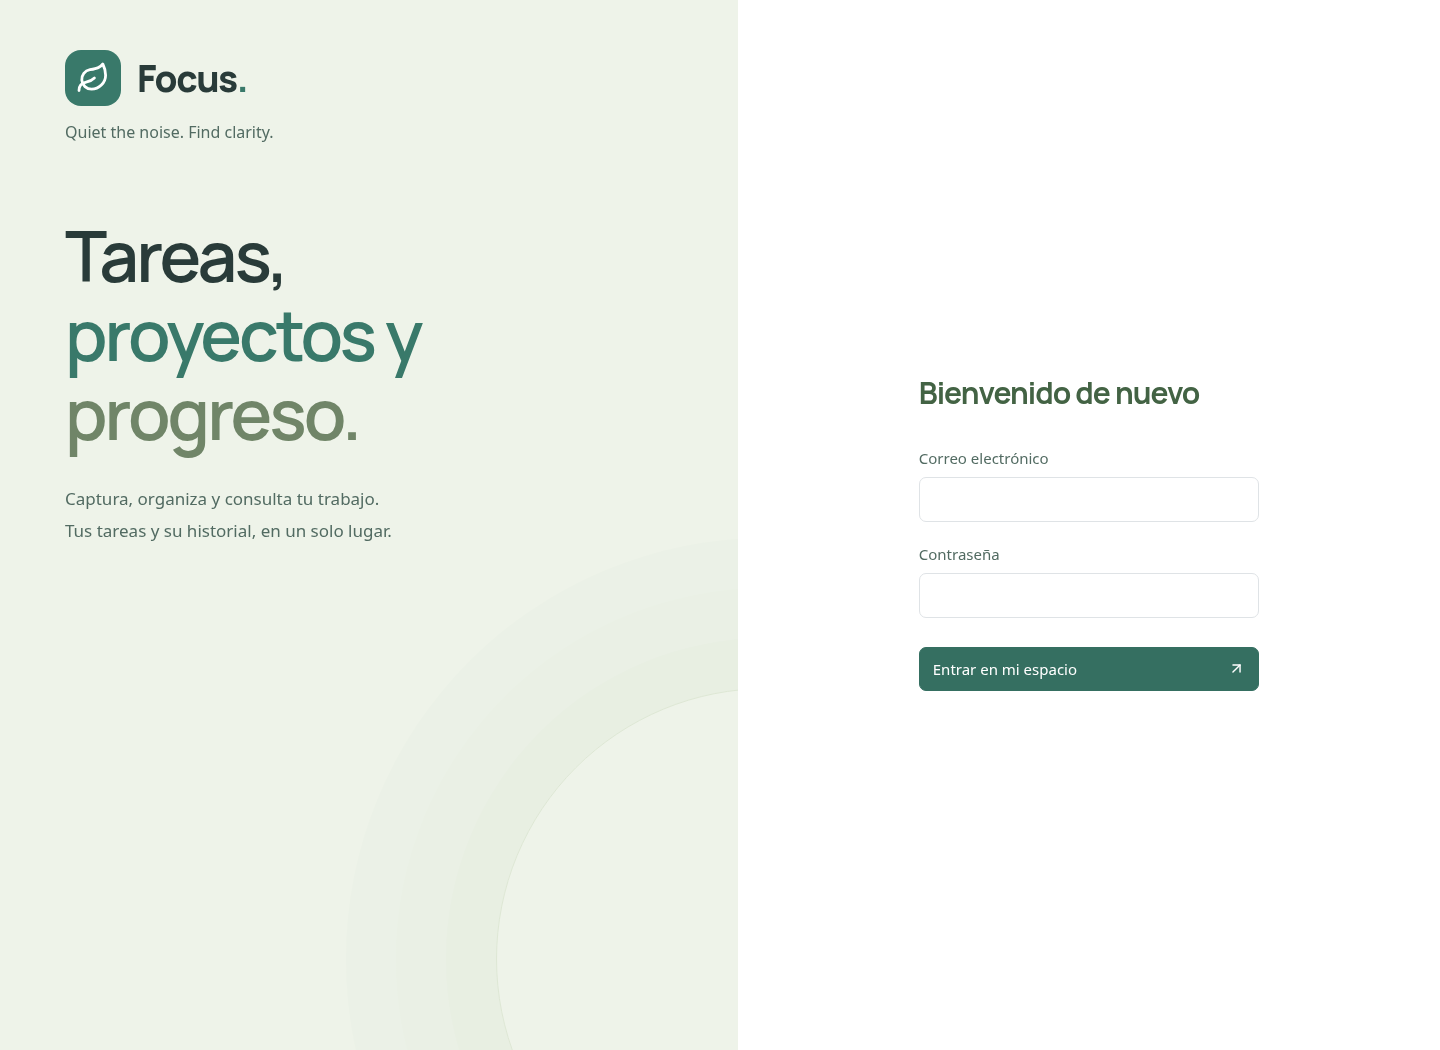 Focus.
Quiet the noise. Find clarity.
Tareas,
proyectos y
progreso.
Captura, organiza y consulta tu trabajo.
Tus tareas y su historial, en un solo lugar.
Bienvenido de nuevo
Correo electrónico
Contraseña
Entrar en mi espacio